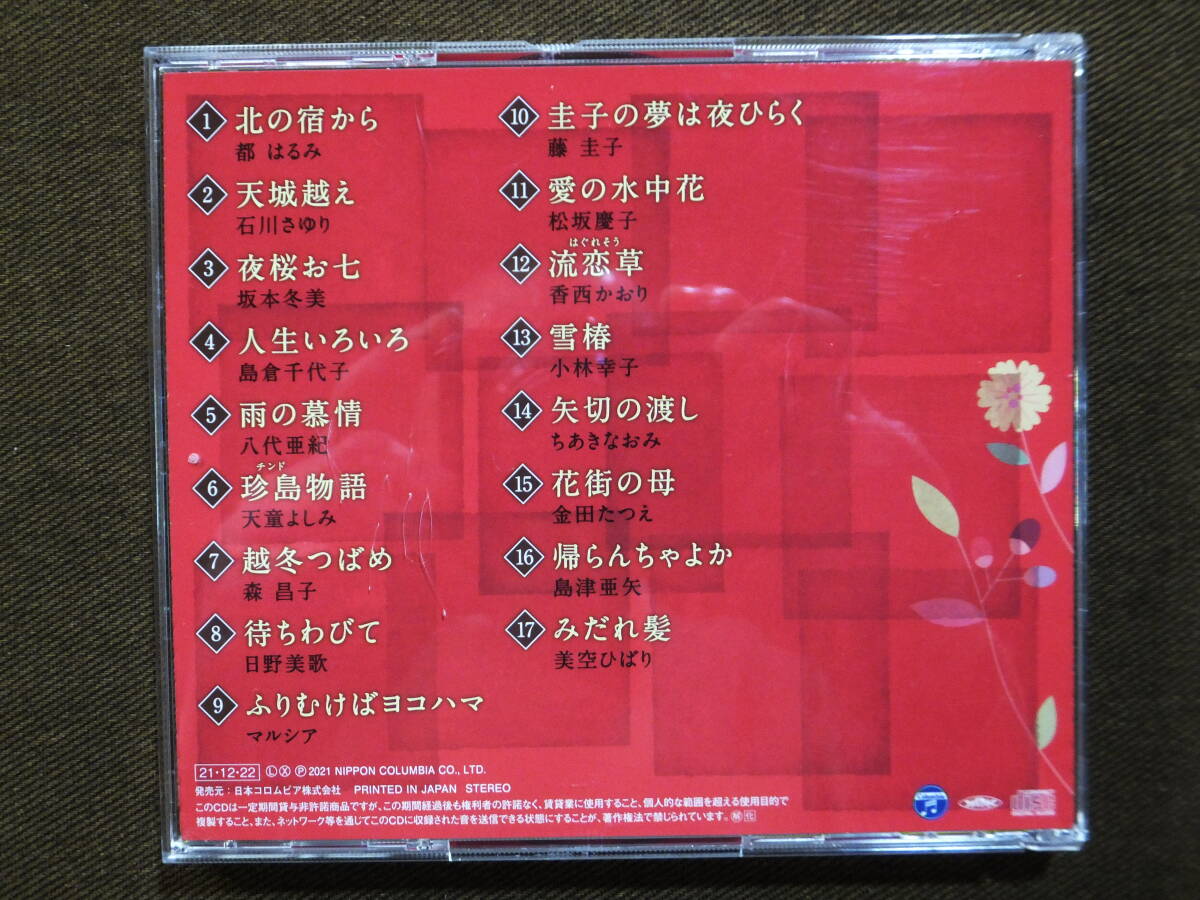 1 北の宿から
都 はるみ
2 天城越え
石川さゆり
3 夜桜お七
坂本冬美
4 人生いろいろ
島倉千代子
5 雨の慕情
八代亜紀
チンド
6 珍島物語
天童よしみ
7 越冬つばめ
森 昌子
8 待ちわびて
日野美歌
9 ふりむけばヨコハマ
マルシア
10 圭子の夢は夜ひらく
藤 圭子
11 愛の水中花
松坂慶子
はぐれそう
12 流恋草
香西かおり
13 雪椿
小林幸子
14 矢切の渡し
ちあきなおみ
15 花街の母
金田たつえ
16 帰らんちゃよか
島津亜矢
17 みだれ髪
美空ひばり
21・12・22 Ⓛ Ⓧ Ⓟ 2021 NIPPON COLUMBIA CO., LTD.
発売元：日本コロムビア株式会社 PRINTED IN JAPAN STEREO
このCDは一定期間貸与非許諾商品ですが、この期間経過後も権利者の許諾なく、賃貸業に使用すること、個人的な範囲を超える使用目的で
複製すること、また、ネットワーク等を通じてこのCDに収録された音を送信できる状態にすることが、著作権法で禁じられています。